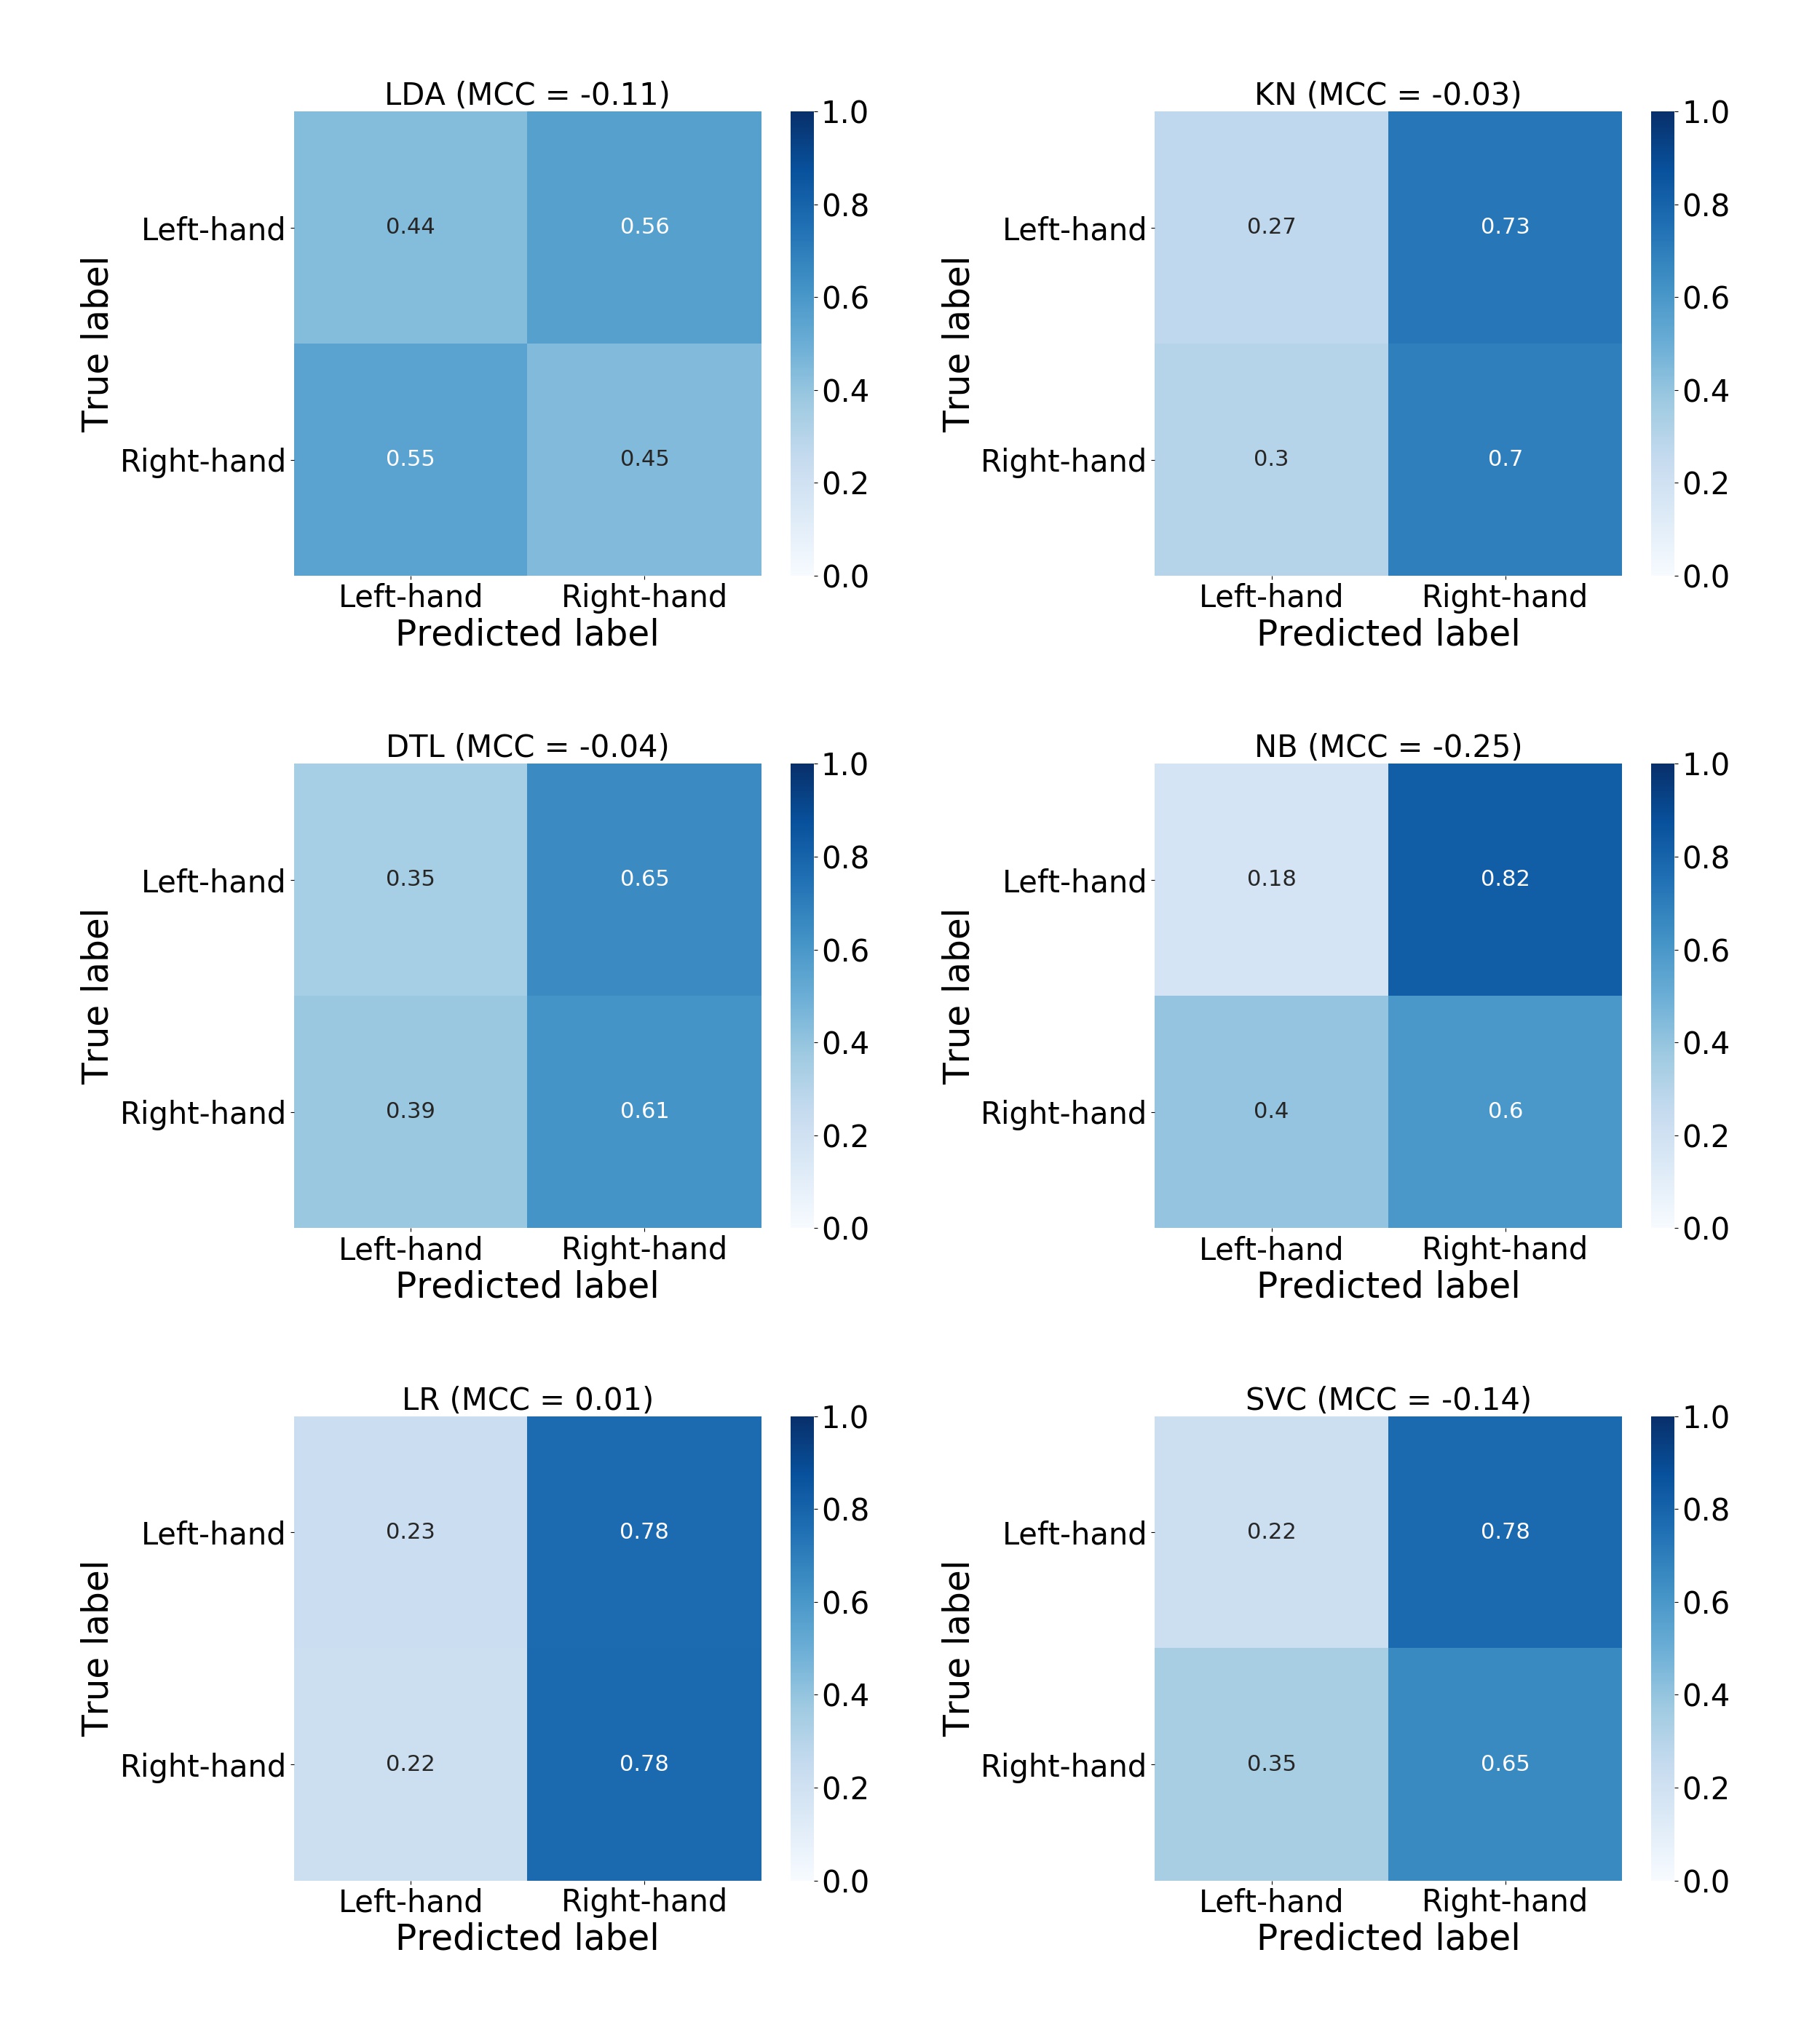 LDA (MCC = -0.11)
True label
Left-hand
Right-hand
0.44
0.56
0.55
0.45
Left-hand
Right-hand
Predicted label
1.0
0.8
0.6
0.4
0.2
0.0
KN (MCC = -0.03)
True label
Left-hand
Right-hand
0.27
0.73
0.3
0.7
Left-hand
Right-hand
Predicted label
1.0
0.8
0.6
0.4
0.2
0.0
DTL (MCC = -0.04)
True label
Left-hand
Right-hand
0.35
0.65
0.39
0.61
Left-hand
Right-hand
Predicted label
1.0
0.8
0.6
0.4
0.2
0.0
NB (MCC = -0.25)
True label
Left-hand
Right-hand
0.18
0.82
0.4
0.6
Left-hand
Right-hand
Predicted label
1.0
0.8
0.6
0.4
0.2
0.0
LR (MCC = 0.01)
True label
Left-hand
Right-hand
0.23
0.78
0.22
0.78
Left-hand
Right-hand
Predicted label
1.0
0.8
0.6
0.4
0.2
0.0
SVC (MCC = -0.14)
True label
Left-hand
Right-hand
0.22
0.78
0.35
0.65
Left-hand
Right-hand
Predicted label
1.0
0.8
0.6
0.4
0.2
0.0